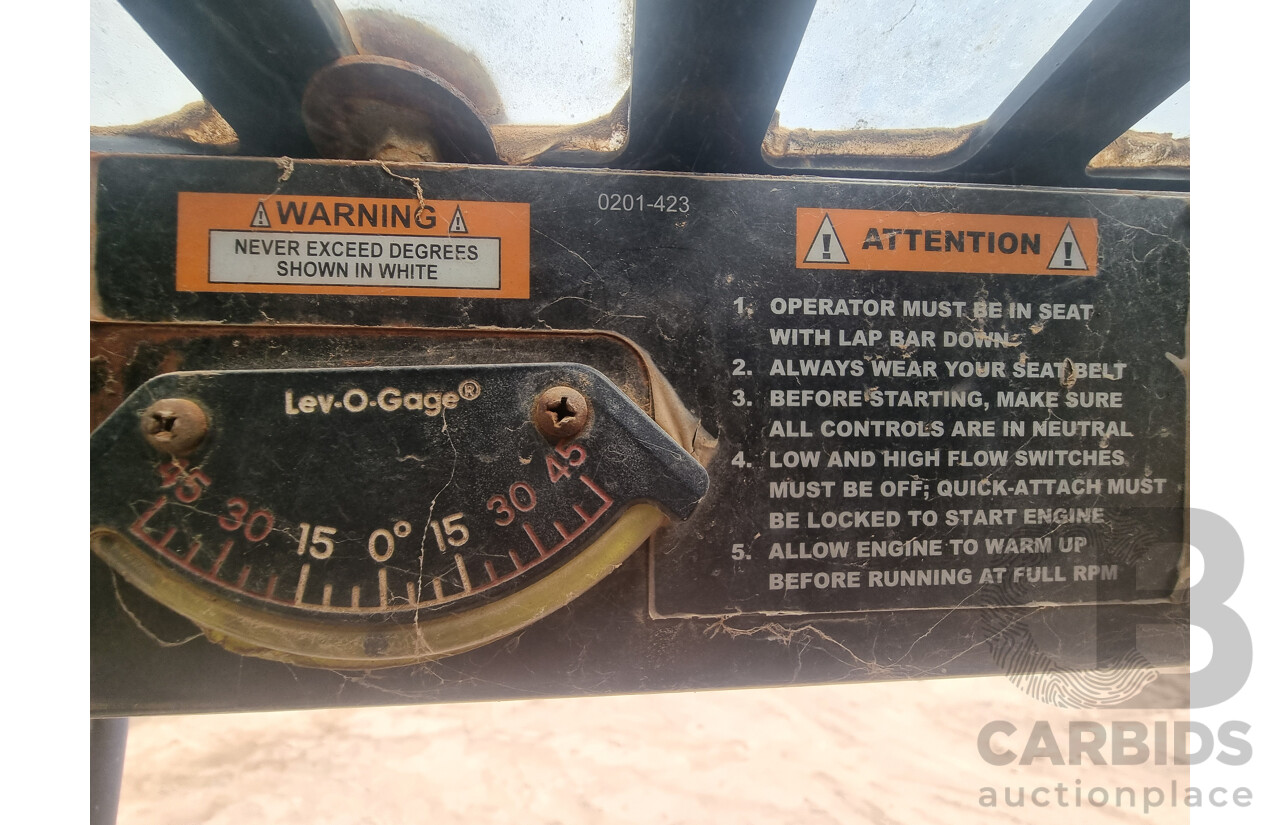 0201-423
WARNING
NEVER EXCEED DEGREES
SHOWN IN WHITE
Lev-O-Gage®
45 30 15 0° 15 30 45
ATTENTION
1. OPERATOR MUST BE IN SEAT
WITH LAP BAR DOWN
2. ALWAYS WEAR YOUR SEAT BELT
3. BEFORE STARTING, MAKE SURE
ALL CONTROLS ARE IN NEUTRAL
4. LOW AND HIGH FLOW SWITCHES
MUST BE OFF; QUICK-ATTACH MUST
BE LOCKED TO START ENGINE
5. ALLOW ENGINE TO WARM UP
BEFORE RUNNING AT FULL RPM
CARBIDS
auctionplace